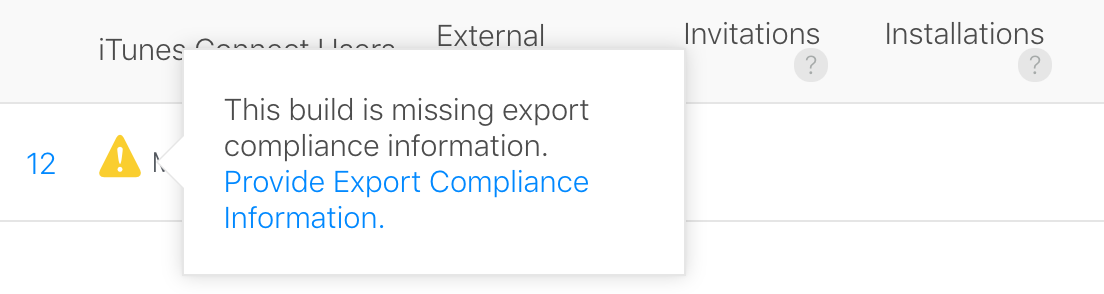 iTunes Connect Users
External
Invitations
Installations
?
?
12
This build is missing export
compliance information.
Provide Export Compliance
Information.